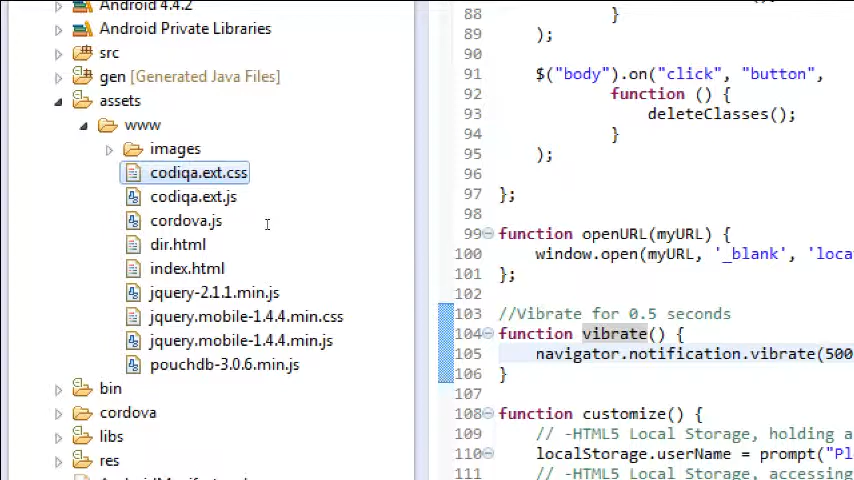 Android 4.4.2
Android Private Libraries
src
gen [Generated Java Files]
assets
www
images
codiqa.ext.css
codiqa.ext.js
cordova.js
dir.html
index.html
jquery-2.1.1.min.js
jquery.mobile-1.4.4.min.css
jquery.mobile-1.4.4.min.js
pouchdb-3.0.6.min.js
bin
cordova
libs
res
88 }
89 );
90
91 $("body").on("click", "button",
92 function () {
93 deleteClasses();
94 }
95 );
96
97 };
98
99 function openURL(myURL) {
100 window.open(myURL, '_blank', 'loca
101 };
102
103 //Vibrate for 0.5 seconds
104 function vibrate() {
105 navigator.notification.vibrate(500
106 }
107
108 function customize() {
109 // -HTML5 Local Storage, holding a
110 localStorage.userName = prompt("Pl
111 // -HTML5 Local Storage, accessing